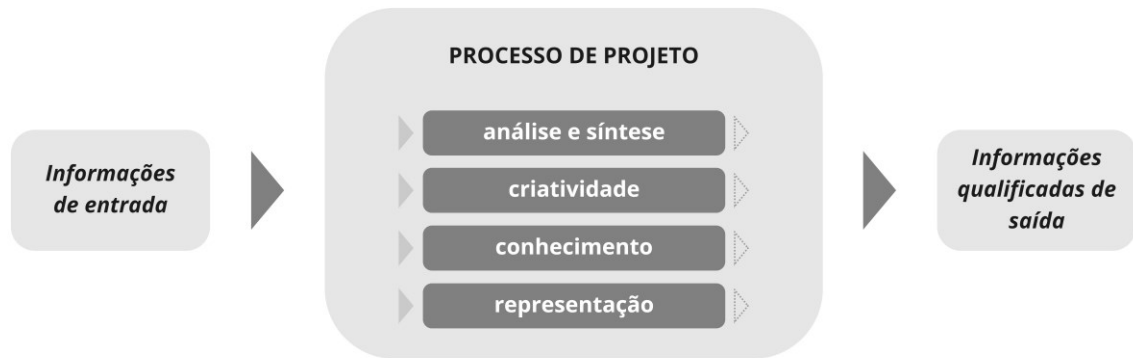 PROCESSO DE PROJETO
Informações
de entrada
análise e síntese
criatividade
conhecimento
representação
Informações
qualificadas de
saída